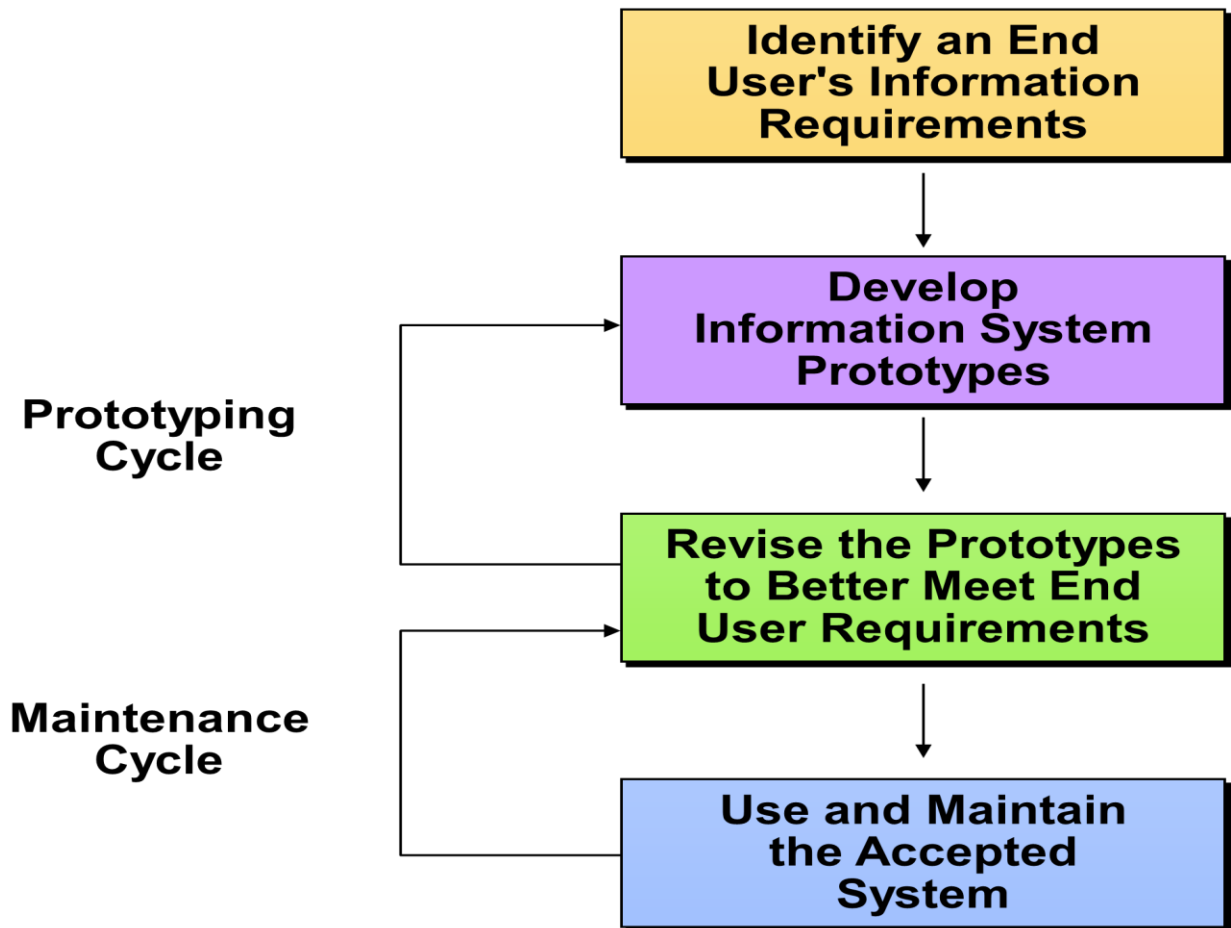 Identify an End
User's Information
Requirements
Develop
Information System
Prototypes
Prototyping
Cycle
Revise the Prototypes
to Better Meet End
User Requirements
Maintenance
Cycle
Use and Maintain
the Accepted
System